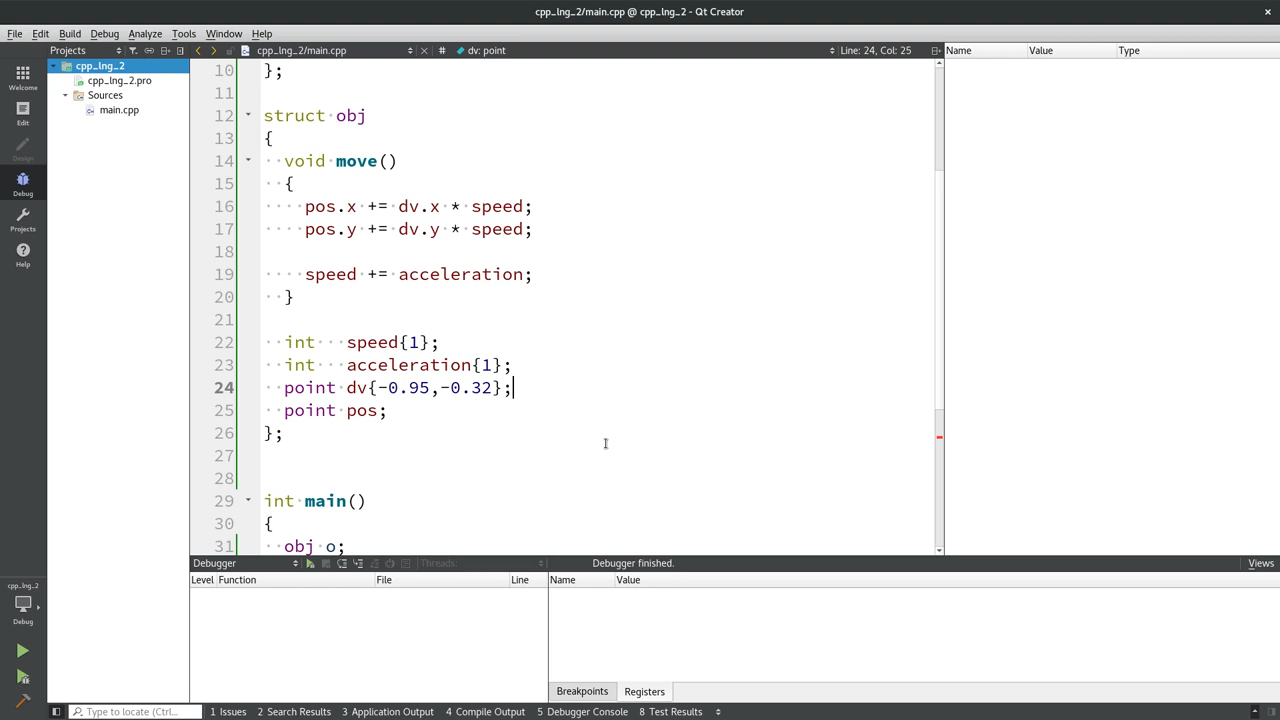 cpp_lng_2/main.cpp @ cpp_lng_2 - Qt Creator
File Edit Build Debug Analyze Tools Window Help
Projects
cpp_lng_2/main.cpp
#
dv: point
Line: 24, Col: 25
Name Value Type
Welcome
Edit
Design
Debug
Projects
Help
cpp_lng_2
Debug
cpp_lng_2
cpp_lng_2.pro
Sources
main.cpp
10 };
11
12 struct obj
13 {
14 void move()
15 {
16 pos.x += dv.x * speed;
17 pos.y += dv.y * speed;
18
19 speed += acceleration;
20 }
21
22 int speed{1};
23 int acceleration{1};
24 point dv{-0.95,-0.32};
25 point pos;
26 };
27
28
29 int main()
30 {
31 obj o;
Debugger Threads: Debugger finished. Views
Level Function File Line
Name Value
Breakpoints Registers
Type to locate (Ctrl... 1 Issues 2 Search Results 3 Application Output 4 Compile Output 5 Debugger Console 8 Test Results